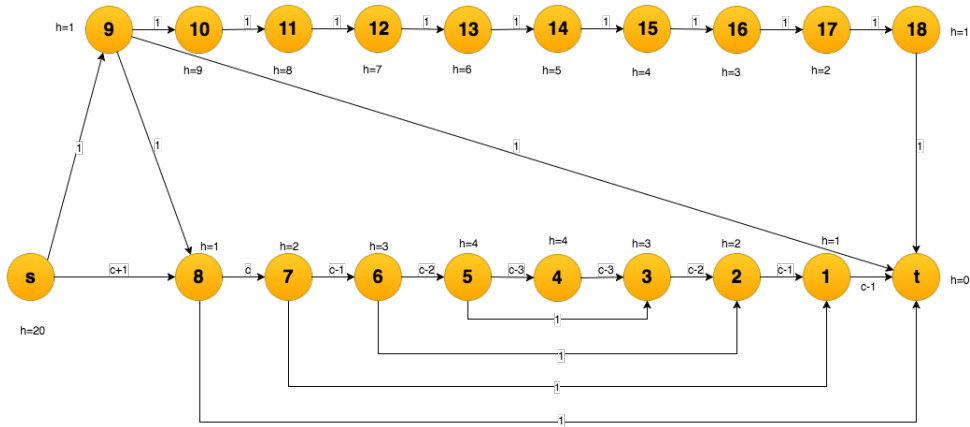 h=1 9 1 10 1 11 1 12 1 13 1 14 1 15 1 16 1 17 1 18 h=1
h=9 h=8 h=7 h=6 h=5 h=4 h=3 h=2
1 1 1 1
h=1 h=2 h=3 h=4 h=4 h=3 h=2 h=1
s c+1 8 c 7 c-1 6 c-2 5 c-3 4 c-3 3 c-2 2 c-1 1 c-1 t h=0
h=20
1
1
1
1